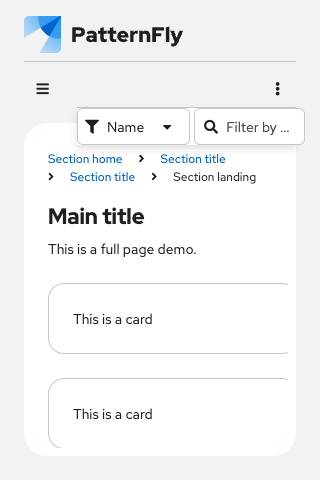 PatternFly
Name
Filter by ...
Section home Section title
Section title Section landing
Main title
This is a full page demo.
This is a card
This is a card